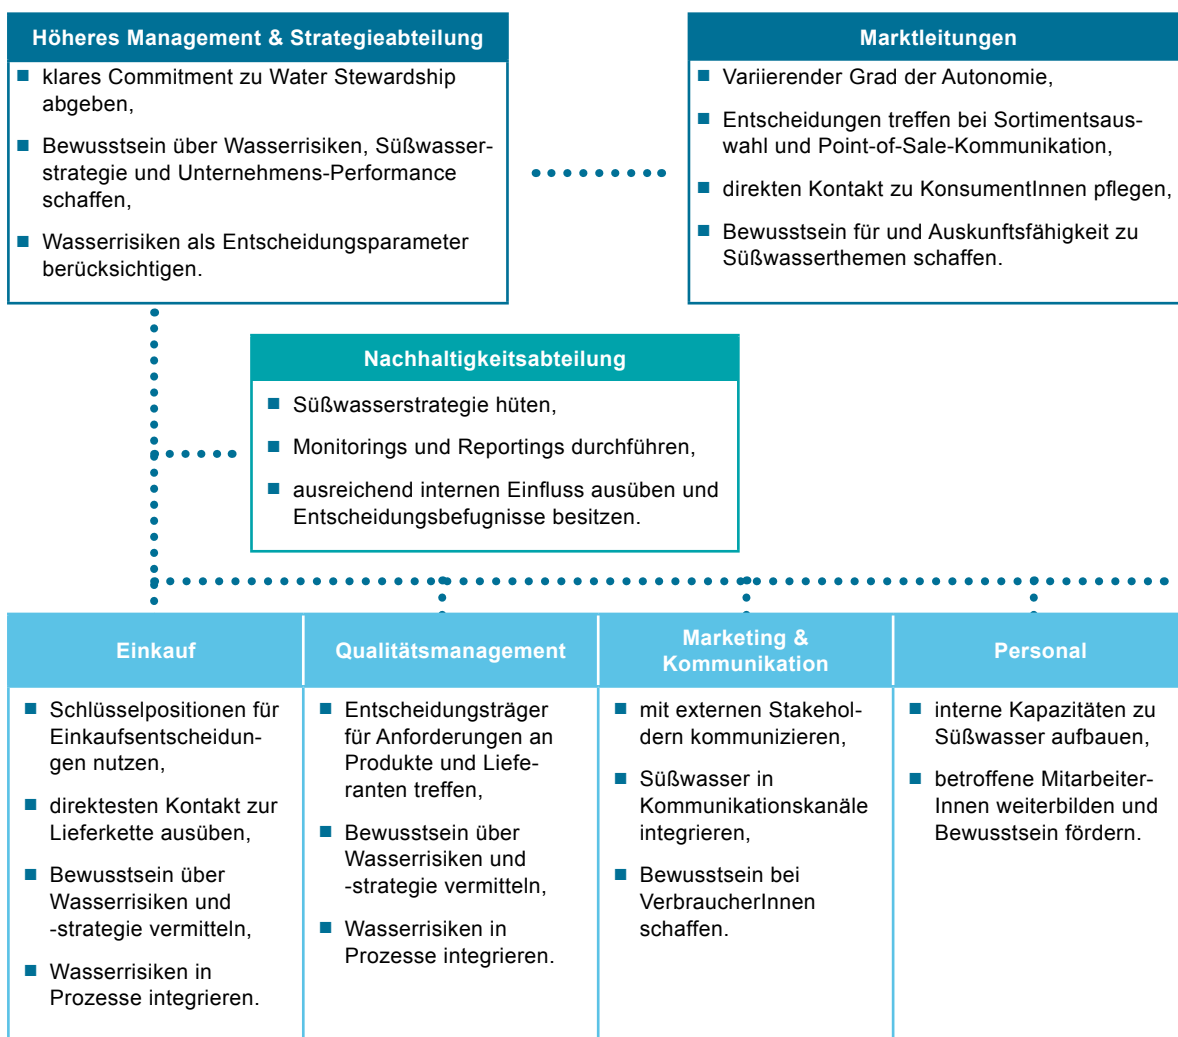 Höheres Management & Strategieabteilung
klares Commitment zu Water Stewardship
abgeben,
Bewusstsein über Wasserrisiken, Süßwasser-
strategie und Unternehmens-Performance
schaffen,
Wasserrisiken als Entscheidungsparameter
berücksichtigen.
Marktleitungen
Variierender Grad der Autonomie,
Entscheidungen treffen bei Sortimentsaus-
wahl und Point-of-Sale-Kommunikation,
direkten Kontakt zu KonsumentInnen pflegen,
Bewusstsein für und Auskunftsfähigkeit zu
Süßwasserthemen schaffen.
Nachhaltigkeitsabteilung
Süßwasserstrategie hüten,
Monitorings und Reportings durchführen,
ausreichend internen Einfluss ausüben und
Entscheidungsbefugnisse besitzen.
Einkauf
Schlüsselpositionen für
Einkaufsentscheidun-
gen nutzen,
direktesten Kontakt zur
Lieferkette ausüben,
Bewusstsein über
Wasserrisiken und
-strategie vermitteln,
Wasserrisiken in
Prozesse integrieren.
Qualitätsmanagement
Entscheidungsträger
für Anforderungen an
Produkte und Liefe-
ranten treffen,
Bewusstsein über
Wasserrisiken und
-strategie vermitteln,
Wasserrisiken in
Prozesse integrieren.
Marketing &
Kommunikation
mit externen Stakehol-
dern kommunizieren,
Süßwasser in
Kommunikationskanäle
integrieren,
Bewusstsein bei
VerbraucherInnen
schaffen.
Personal
interne Kapazitäten zu
Süßwasser aufbauen,
betroffene Mitarbeiter-
Innen weiterbilden und
Bewusstsein fördern.